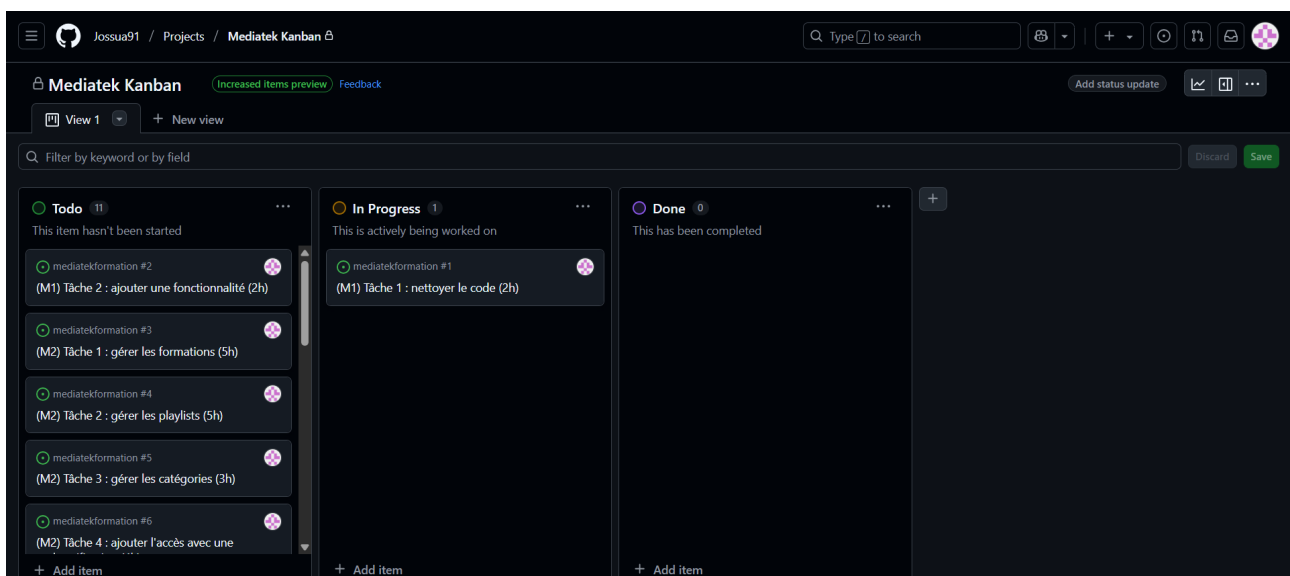 Jossua91 / Projects / Mediatek Kanban
Type / to search
Mediatek Kanban
Increased items preview
Feedback
Add status update
View 1
+ New view
Filter by keyword or by field
Discard
Save
Todo 11
This item hasn't been started
mediatekformation #2
(M1) Tâche 2 : ajouter une fonctionnalité (2h)
mediatekformation #3
(M2) Tâche 1 : gérer les formations (5h)
mediatekformation #4
(M2) Tâche 2 : gérer les playlists (5h)
mediatekformation #5
(M2) Tâche 3 : gérer les catégories (3h)
mediatekformation #6
(M2) Tâche 4 : ajouter l'accès avec une
+ Add item
In Progress 1
This is actively being worked on
mediatekformation #1
(M1) Tâche 1 : nettoyer le code (2h)
+ Add item
Done 0
This has been completed
+ Add item